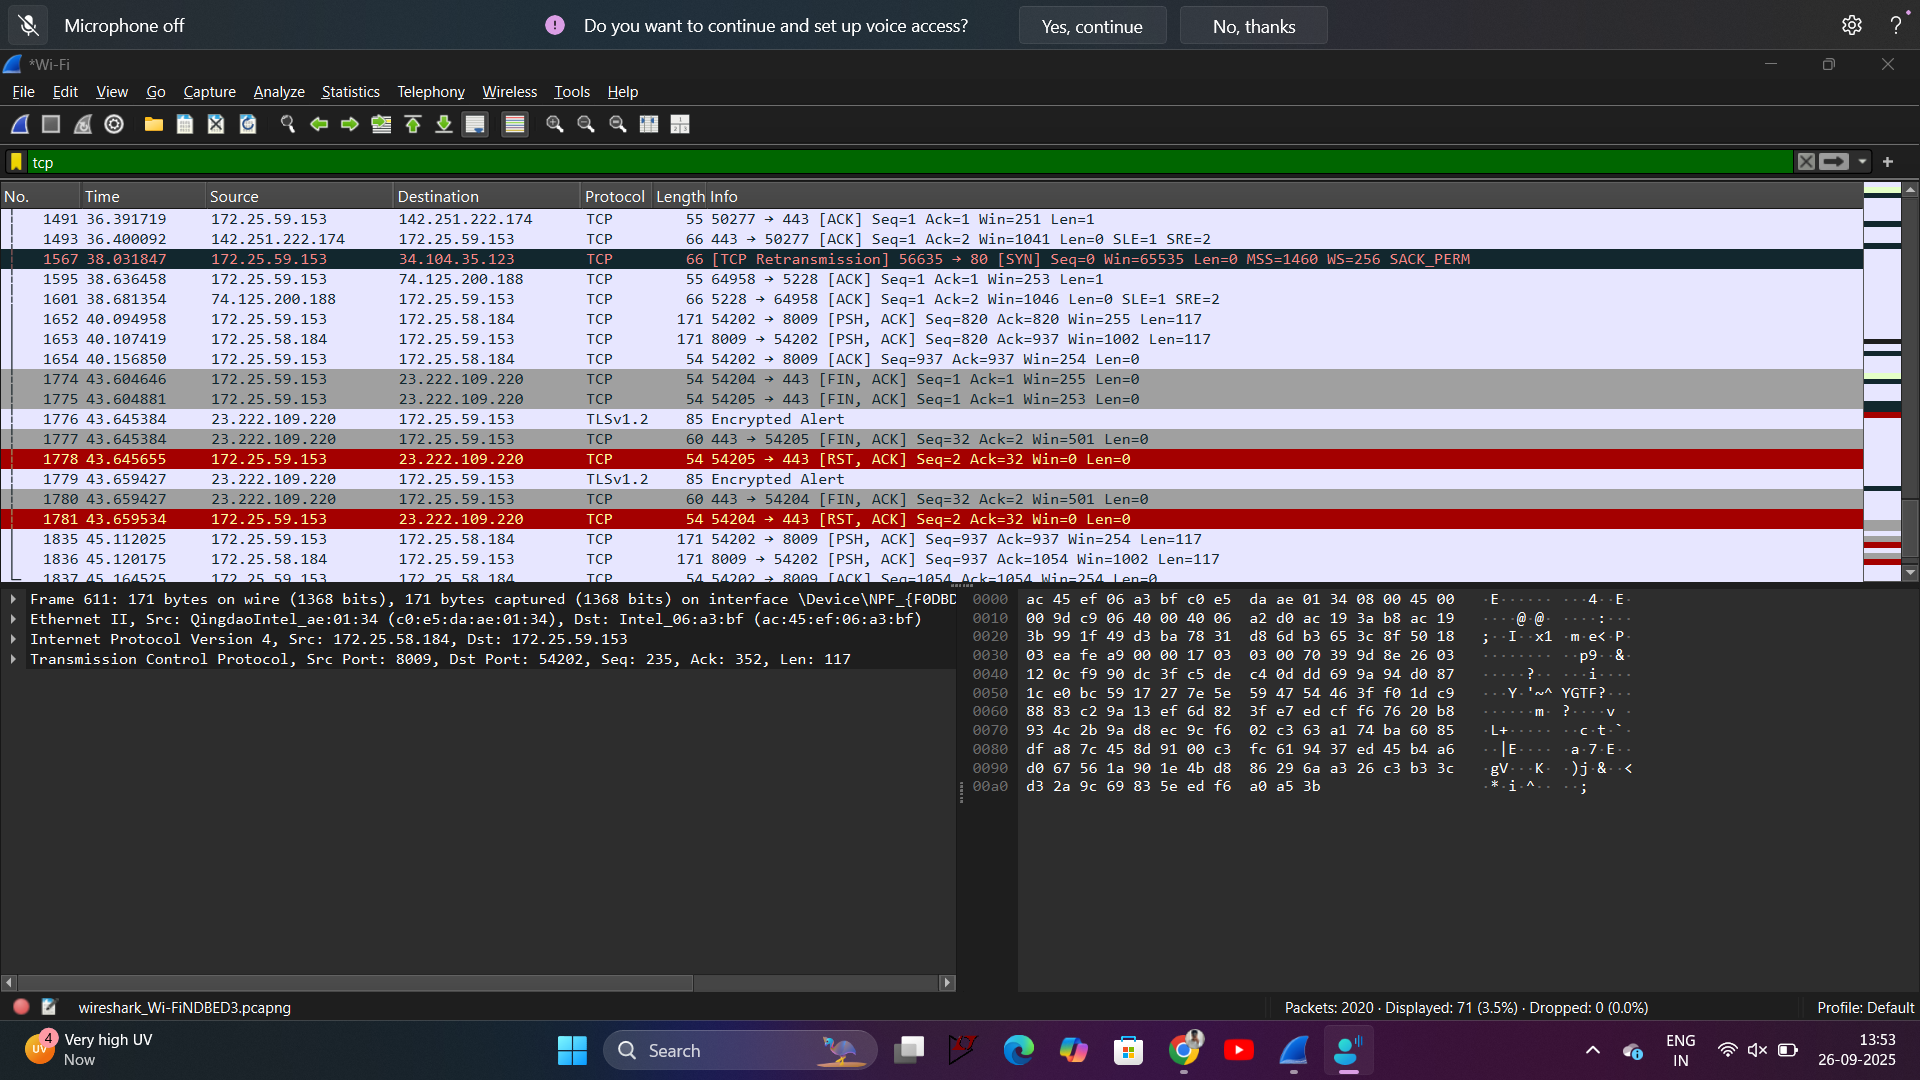 Microphone off
Do you want to continue and set up voice access?
Yes, continue
No, thanks
*Wi-Fi
File Edit View Go Capture Analyze Statistics Telephony Wireless Tools Help
tcp
No. Time Source Destination Protocol Length Info
1491 36.391719 172.25.59.153 142.251.222.174 TCP 55 50277 → 443 [ACK] Seq=1 Ack=1 Win=251 Len=1
1493 36.400092 142.251.222.174 172.25.59.153 TCP 66 443 → 50277 [ACK] Seq=1 Ack=2 Win=1041 Len=0 SLE=1 SRE=2
1567 38.031847 172.25.59.153 34.104.35.123 TCP 66 [TCP Retransmission] 56635 → 80 [SYN] Seq=0 Win=65535 Len=0 MSS=1460 WS=256 SACK_PERM
1595 38.636458 172.25.59.153 74.125.200.188 TCP 55 64958 → 5228 [ACK] Seq=1 Ack=1 Win=253 Len=1
1601 38.681354 74.125.200.188 172.25.59.153 TCP 66 5228 → 64958 [ACK] Seq=1 Ack=2 Win=1046 Len=0 SLE=1 SRE=2
1652 40.094958 172.25.59.153 172.25.58.184 TCP 171 54202 → 8009 [PSH, ACK] Seq=820 Ack=820 Win=255 Len=117
1653 40.107419 172.25.58.184 172.25.59.153 TCP 171 8009 → 54202 [PSH, ACK] Seq=820 Ack=937 Win=1002 Len=117
1654 40.156850 172.25.59.153 172.25.58.184 TCP 54 54202 → 8009 [ACK] Seq=937 Ack=937 Win=254 Len=0
1774 43.604646 172.25.59.153 23.222.109.220 TCP 54 54204 → 443 [FIN, ACK] Seq=1 Ack=1 Win=255 Len=0
1775 43.604881 172.25.59.153 23.222.109.220 TCP 54 54205 → 443 [FIN, ACK] Seq=1 Ack=1 Win=253 Len=0
1776 43.645384 23.222.109.220 172.25.59.153 TLSv1.2 85 Encrypted Alert
1777 43.645384 23.222.109.220 172.25.59.153 TCP 60 443 → 54205 [FIN, ACK] Seq=32 Ack=2 Win=501 Len=0
1778 43.645655 172.25.59.153 23.222.109.220 TCP 54 54205 → 443 [RST, ACK] Seq=2 Ack=32 Win=0 Len=0
1779 43.659427 23.222.109.220 172.25.59.153 TLSv1.2 85 Encrypted Alert
1780 43.659427 23.222.109.220 172.25.59.153 TCP 60 443 → 54204 [FIN, ACK] Seq=32 Ack=2 Win=501 Len=0
1781 43.659534 172.25.59.153 23.222.109.220 TCP 54 54204 → 443 [RST, ACK] Seq=2 Ack=32 Win=0 Len=0
1835 45.112025 172.25.59.153 172.25.58.184 TCP 171 54202 → 8009 [PSH, ACK] Seq=937 Ack=937 Win=254 Len=117
1836 45.120175 172.25.58.184 172.25.59.153 TCP 171 8009 → 54202 [PSH, ACK] Seq=937 Ack=1054 Win=1002 Len=117
1837 45.164525 172.25.59.153 172.25.58.184 TCP 54 54202 → 8009 [ACK] Seq=1054 Ack=1054 Win=254 Len=0
Frame 611: 171 bytes on wire (1368 bits), 171 bytes captured (1368 bits) on interface \Device\NPF_{F0DBD
Ethernet II, Src: QingdaoIntel_ae:01:34 (c0:e5:da:ae:01:34), Dst: Intel_06:a3:bf (ac:45:ef:06:a3:bf)
Internet Protocol Version 4, Src: 172.25.58.184, Dst: 172.25.59.153
Transmission Control Protocol, Src Port: 8009, Dst Port: 54202, Seq: 235, Ack: 352, Len: 117
0000 ac 45 ef 06 a3 bf c0 e5 da ae 01 34 08 00 45 00 ·E······ ···4··E·
0010 00 9d c9 06 40 00 40 06 a2 d0 ac 19 3a b8 ac 19 ····@·@· ····:···
0020 3b 99 1f 49 d3 ba 78 31 d8 6d b3 65 3c 8f 50 18 ;··I··x1 ·m·e<·P·
0030 03 ea fe a9 00 00 17 03 03 00 70 39 9d 8e 26 03 ········ ··p9··&·
0040 12 0c f9 90 dc 3f c5 de c4 0d dd 69 9a 94 d0 87 ·····?·· ···i····
0050 1c e0 bc 59 17 27 7e 5e 59 47 54 46 3f f0 1d c9 ···Y·'~^ YGTF?···
0060 88 83 c2 9a 13 ef 6d 82 3f e7 ed cf f6 76 20 b8 ······m· ?····v ·
0070 93 4c 2b 9a d8 ec 9c f6 02 c3 63 a1 74 ba 60 85 ·L+····· ··c·t·`·
0080 df a8 7c 45 8d 91 00 c3 fc 61 94 37 ed 45 b4 a6 ··|E···· ·a·7·E··
0090 d0 67 56 1a 90 1e 4b d8 86 29 6a a3 26 c3 b3 3c ·gV···K· ·)j·&··<
00a0 d3 2a 9c 69 83 5e ed f6 a0 a5 3b ·*·i·^·· ··;
wireshark_Wi-FiNDBED3.pcapng
Packets: 2020 · Displayed: 71 (3.5%) · Dropped: 0 (0.0%)
Profile: Default
4
UV
Very high UV
Now
Search
ENG
IN
13:53
26-09-2025